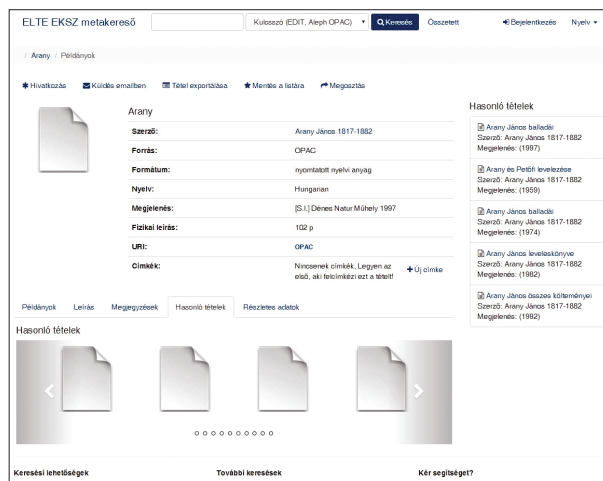 ELTE EKSZ metakereső
Kulosszó (EDIT, Aleph OPAC)
Keresés
Összetett
Bejelentkezés
Nyelv
/ Arany / Példányok
Hivatkozás
Küldés emailben
Tétel exportálása
Mentés a listára
Megosztás
Arany
Szerző: Arany János 1817-1882
Forrás: OPAC
Formátum: nyomtatott nyelvi anyag
Nyelv: Hungarian
Megjelenés: [S.l.] Dénes Natur Műhely 1997
Fizikai leírás: 102 p
URI: OPAC
Címkék: Nincsenek címkék, Legyen az
első, aki felcímkézi ezt a tételt!
Új címke
Példányok
Leírás
Megjegyzések
Hasonló tételek
Részletes adatok
Hasonló tételek
Hasonló tételek
Arany János balladái
Szerző: Arany János 1817-1882
Megjelenés: (1997)
Arany és Petőfi levelezése
Szerző: Arany János 1817-1882
Megjelenés: (1959)
Arany János balladái
Szerző: Arany János 1817-1882
Megjelenés: (1974)
Arany János leveleskönyve
Szerző: Arany János 1817-1882
Megjelenés: (1982)
Arany János összes költeményei
Szerző: Arany János 1817-1882
Megjelenés: (1992)
Keresési lehetőségek
További keresések
Kér segítséget?